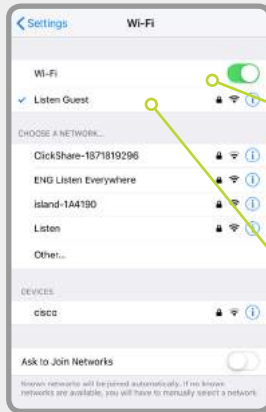 Settings
Wi-Fi
Wi-Fi
Listen Guest
CHOOSE A NETWORK...
ClickShare-1871819296
ENG Listen Everywhere
island-1A4190
Listen
Other...
DEVICES
cisco
Ask to Join Networks
Known networks will be joined automatically. If no known
networks are available, you will have to manually select a network.